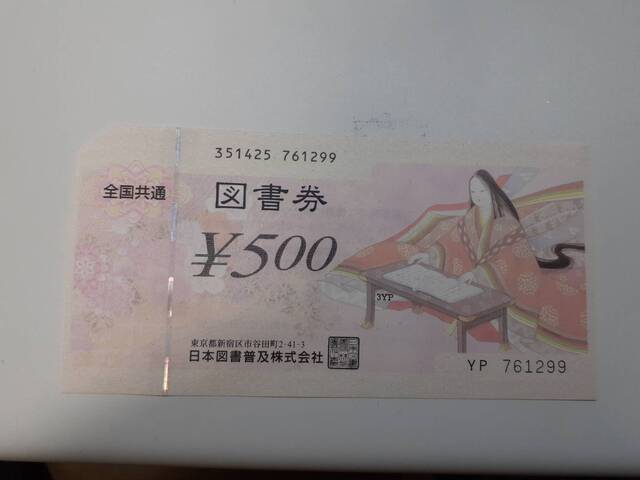 351425 761299
全国共通
図書券
¥500
3YP
東京都新宿区市谷田町2-41-3
日本図書普及株式会社
YP 761299